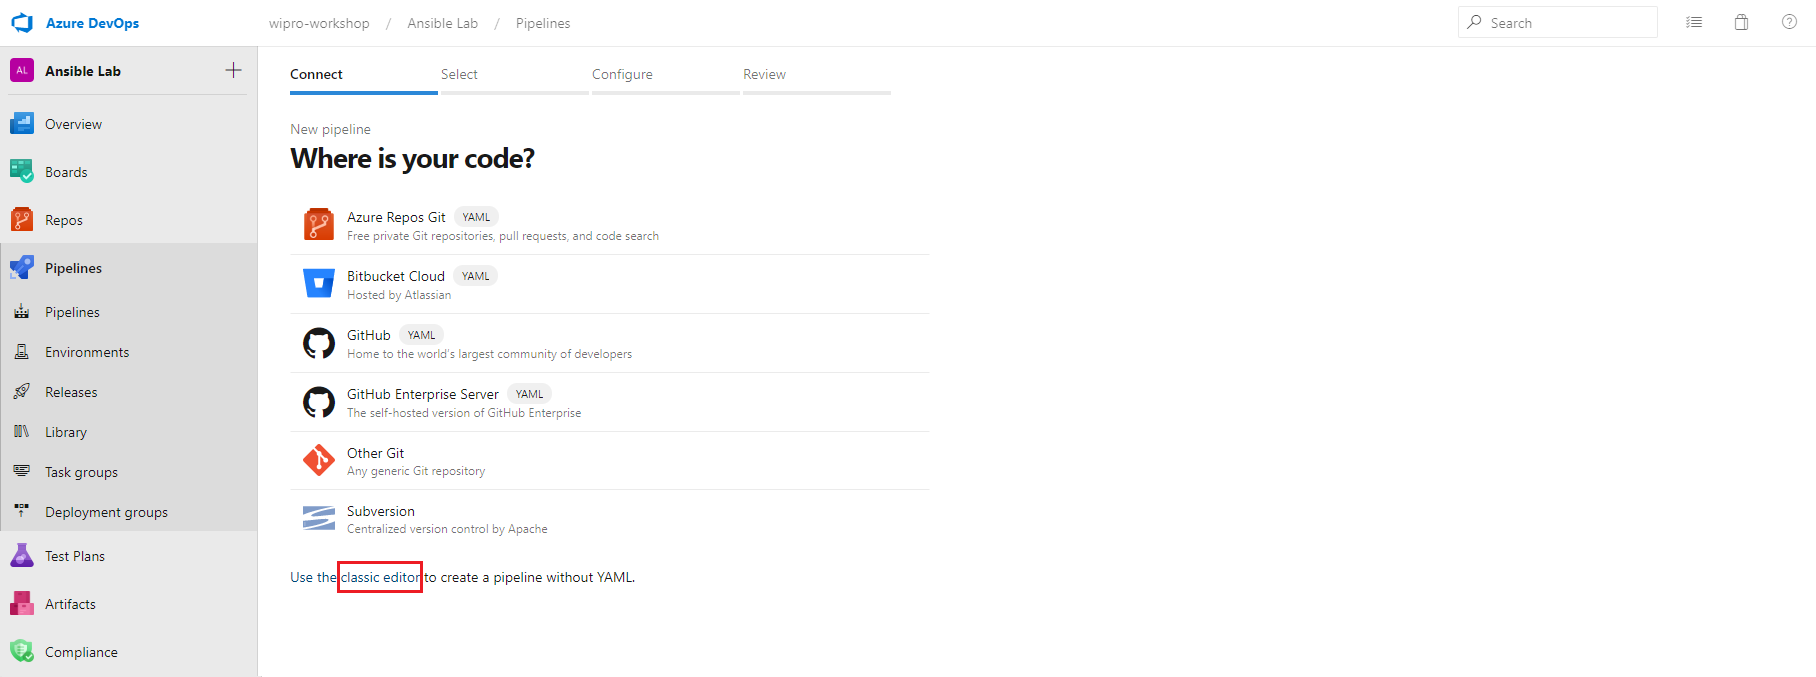 Azure DevOps
wipro-workshop / Ansible Lab / Pipelines
Search
AL Ansible Lab
Overview
Boards
Repos
Pipelines
Pipelines
Environments
Releases
Library
Task groups
Deployment groups
Test Plans
Artifacts
Compliance
Connect Select Configure Review
New pipeline
Where is your code?
Azure Repos Git YAML
Free private Git repositories, pull requests, and code search
Bitbucket Cloud YAML
Hosted by Atlassian
GitHub YAML
Home to the world's largest community of developers
GitHub Enterprise Server YAML
The self-hosted version of GitHub Enterprise
Other Git
Any generic Git repository
Subversion
Centralized version control by Apache
Use the classic editor to create a pipeline without YAML.